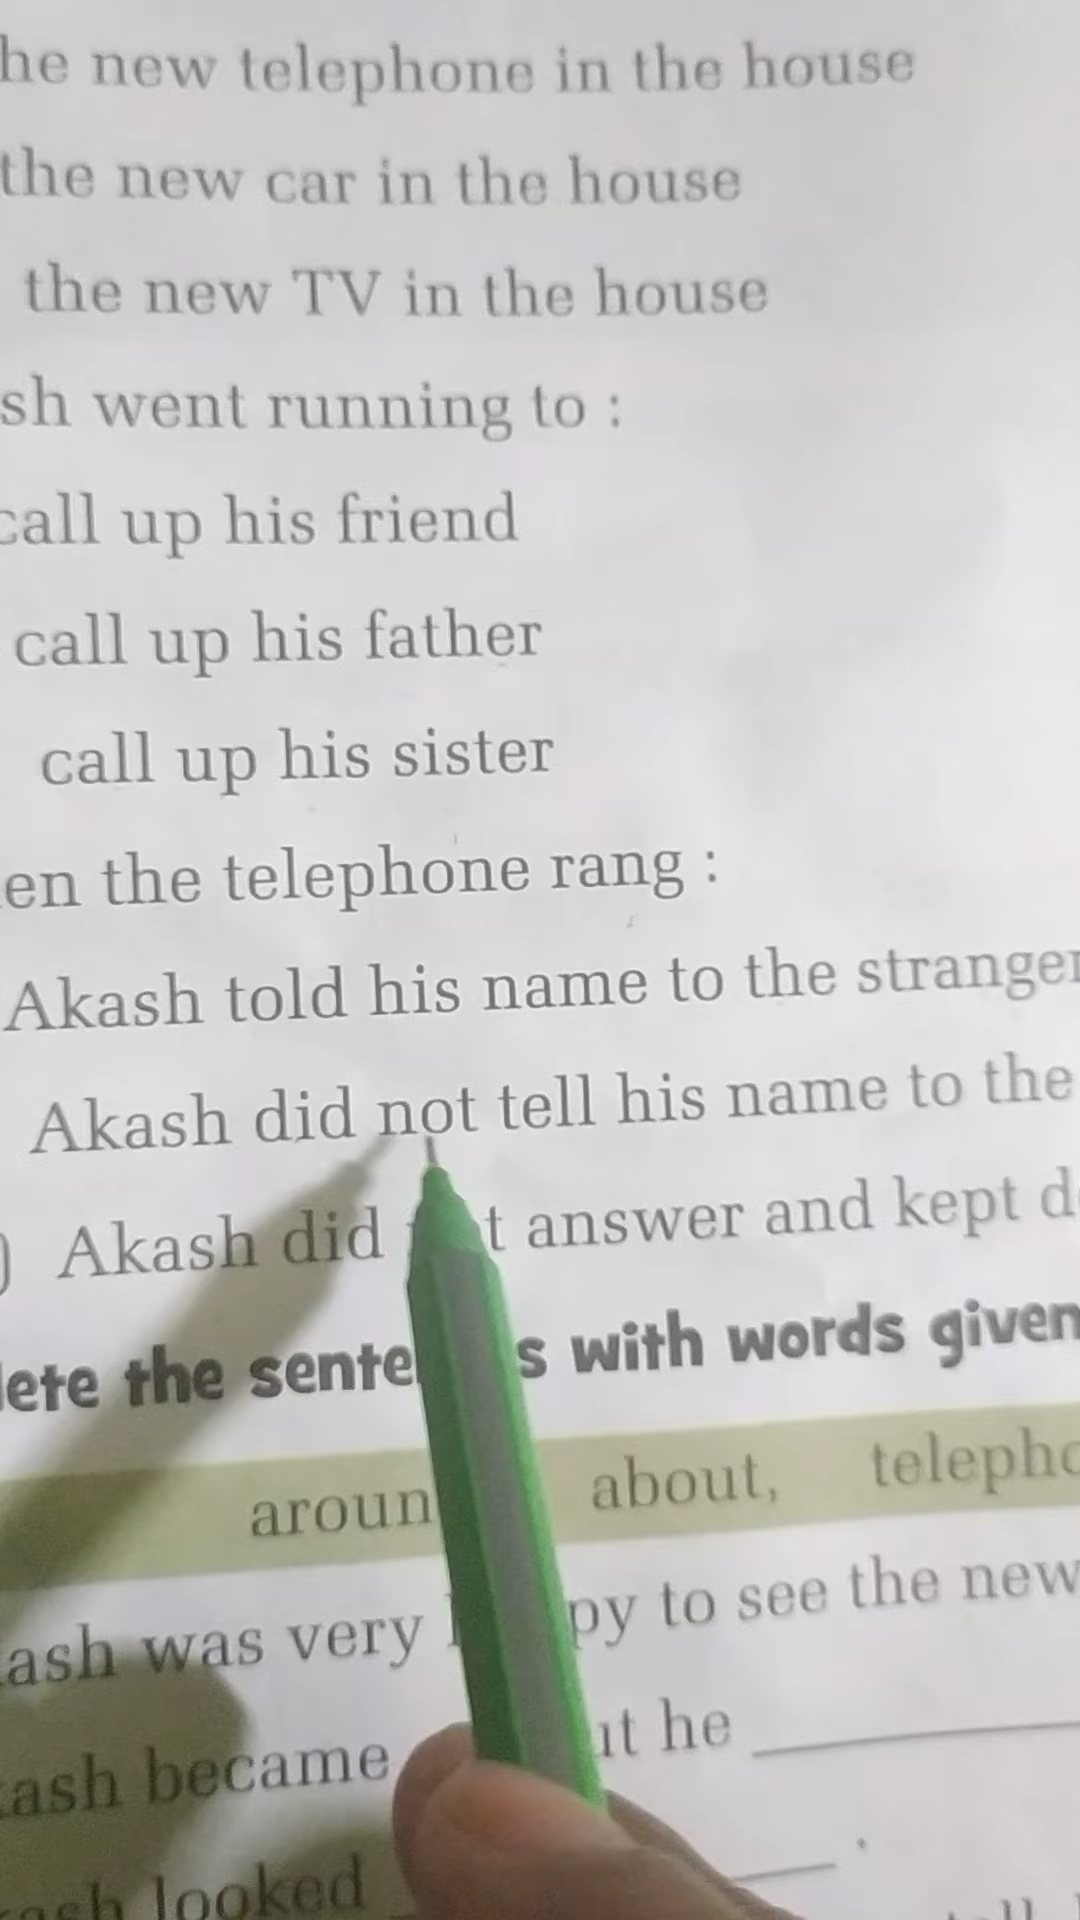 he new telephone in the house
the new car in the house
the new TV in the house
sh went running to :
call up his friend
call up his father
call up his sister
en the telephone rang :
Akash told his name to the stranger
Akash did not tell his name to the
) Akash did t answer and kept d
lete the sente s with words given
aroun about, telepho
ash was very py to see the new
ash became ut he
ash looked .